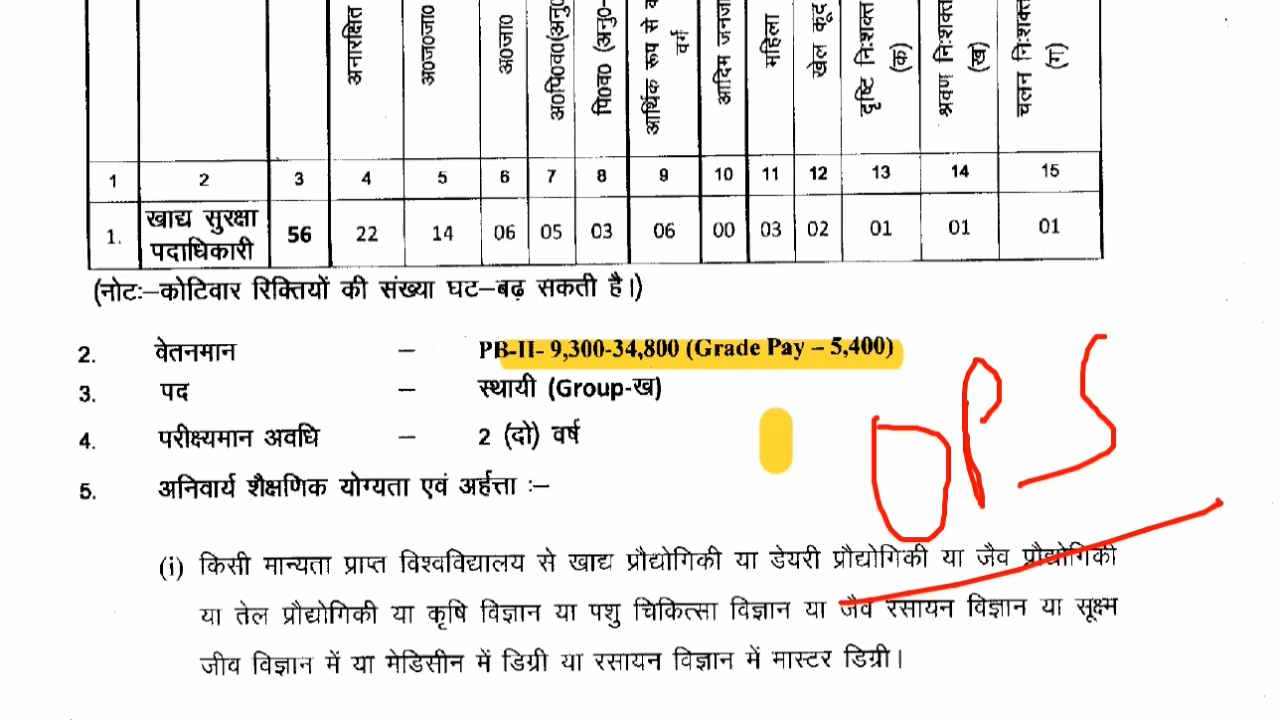 अनारक्षित अ०ज०जा० अ०जा० अ०पि०व०(अनु० पि०व० (अनु०- आर्थिक रूप से वर्ग आदिम महिला खेल कूद दृष्टि निःशक्त (क) श्रवण निःशक्त (ख) चलन निःशक्त (ग)
1 2 3 4 5 6 7 8 9 10 11 12 13 14 15
1. खाद्य सुरक्षा पदाधिकारी 56 22 14 06 05 03 06 00 03 02 01 01 01
(नोटः–कोटिवार रिक्तियों की संख्या घट–बढ़ सकती है।)
2. वेतनमान – PB-II- 9,300-34,800 (Grade Pay – 5,400)
3. पद – स्थायी (Group-ख)
4. परीक्ष्यमान अवधि – 2 (दो) वर्ष
OPS
5. अनिवार्य शैक्षणिक योग्यता एवं अर्हत्ता :–
(i) किसी मान्यता प्राप्त विश्वविद्यालय से खाद्य प्रौद्योगिकी या डेयरी प्रौद्योगिकी या जैव प्रौद्योगिकी
या तेल प्रौद्योगिकी या कृषि विज्ञान या पशु चिकित्सा विज्ञान या जैव रसायन विज्ञान या सूक्ष्म
जीव विज्ञान में या मेडिसीन में डिग्री या रसायन विज्ञान में मास्टर डिग्री।